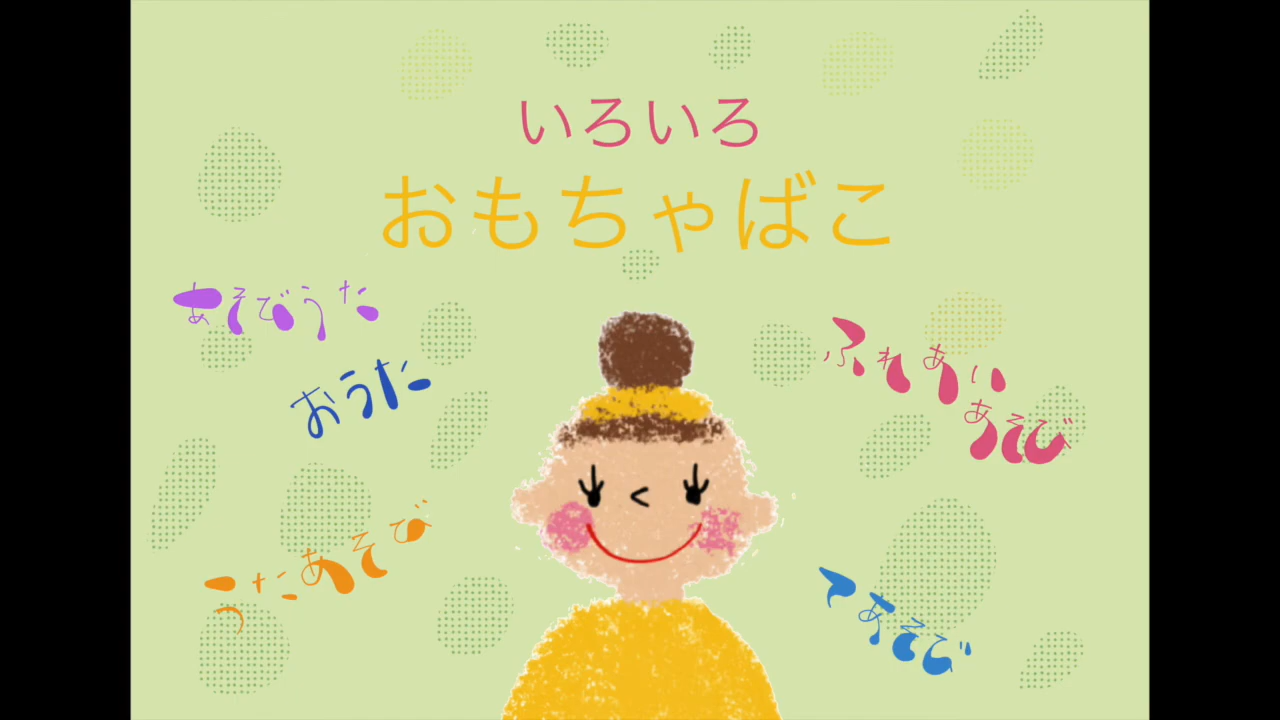 いろいろ
おもちゃばこ
あそびうた
おうた
ふれあい
あそび
うたあそび
てあそび